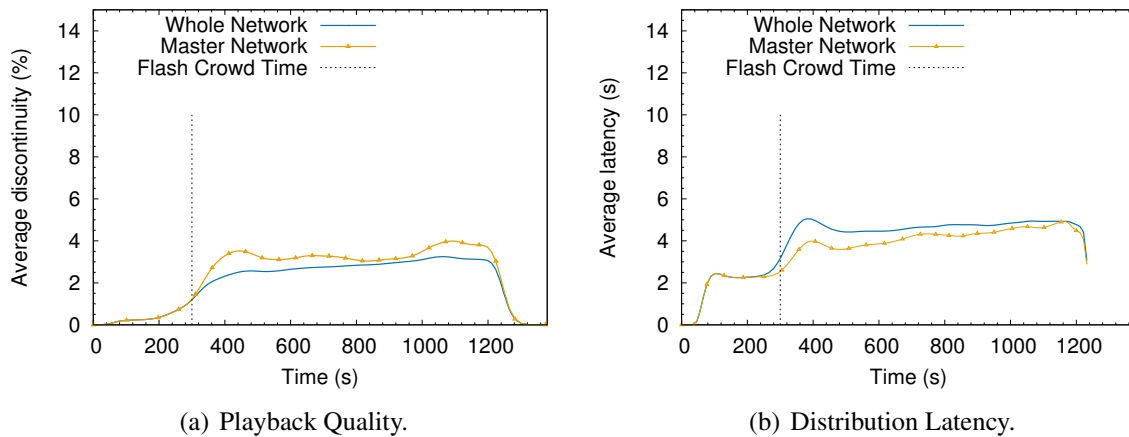 Whole Network
Master Network
Flash Crowd Time
Average discontinuity (%)
14
12
10
8
6
4
2
0
0 200 400 600 800 1000 1200
Time (s)
(a) Playback Quality.
Whole Network
Master Network
Flash Crowd Time
Average latency (s)
14
12
10
8
6
4
2
0
0 200 400 600 800 1000 1200
Time (s)
(b) Distribution Latency.